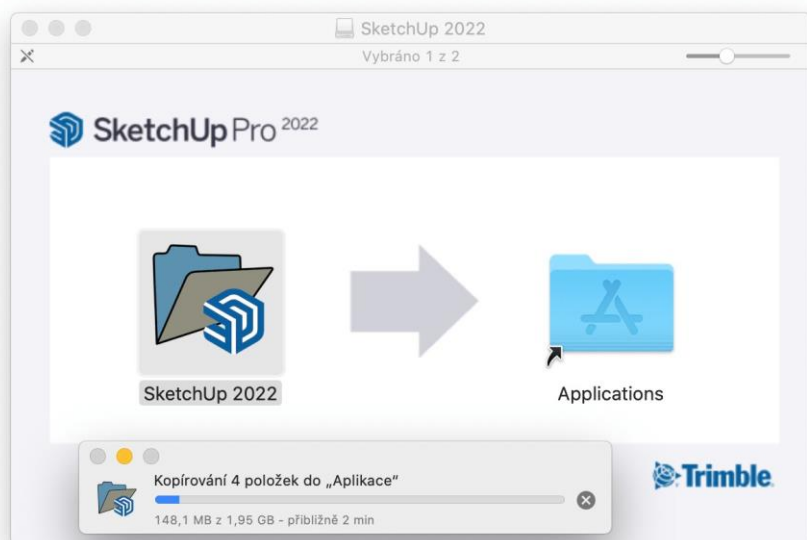 SketchUp 2022
Vybráno 1 z 2
SketchUp Pro 2022
SketchUp 2022
Applications
Kopírování 4 položek do „Aplikace“
148,1 MB z 1,95 GB - přibližně 2 min
Trimble